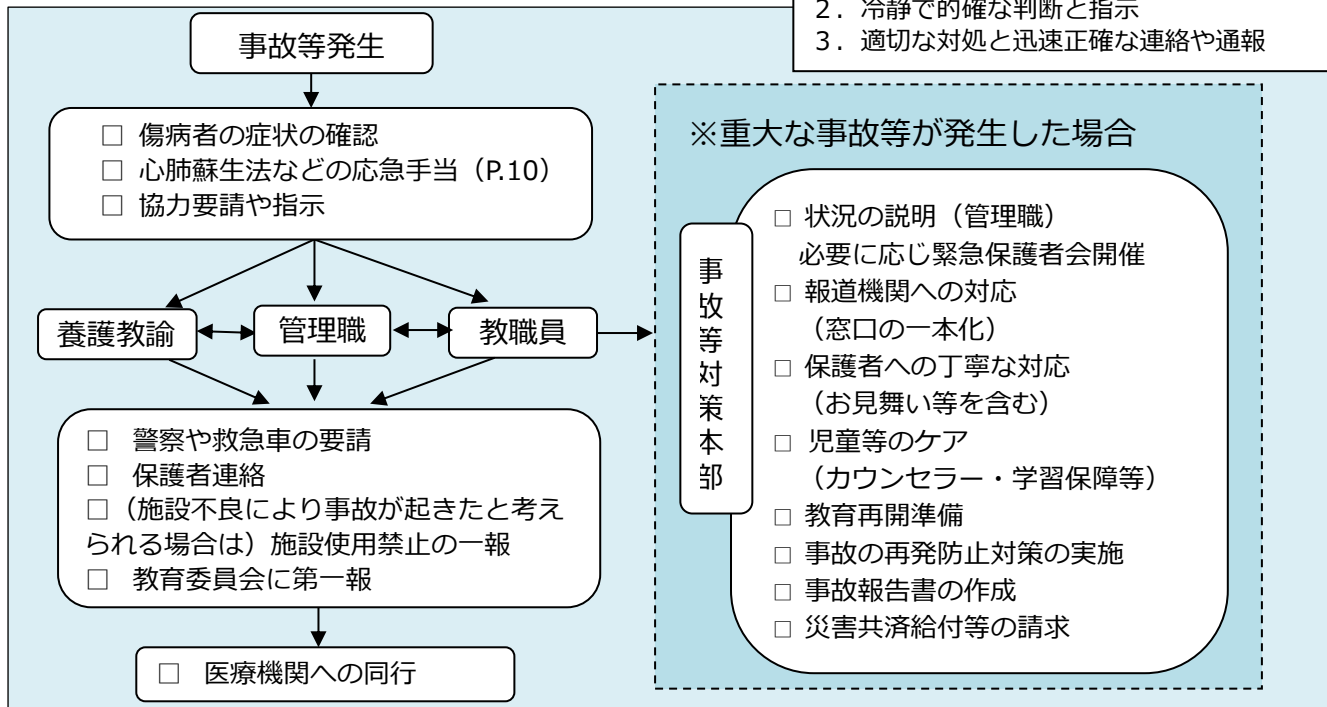 2．冷静で的確な判断と指示
3．適切な対処と迅速正確な連絡や通報
事故等発生
□ 傷病者の症状の確認
□ 心肺蘇生法などの応急手当（P.10）
□ 協力要請や指示
養護教諭
管理職
教職員
□ 警察や救急車の要請
□ 保護者連絡
□（施設不良により事故が起きたと考え
られる場合は）施設使用禁止の一報
□ 教育委員会に第一報
□ 医療機関への同行
※重大な事故等が発生した場合
事故等対策本部
□ 状況の説明（管理職）
必要に応じ緊急保護者会開催
□ 報道機関への対応
（窓口の一本化）
□ 保護者への丁寧な対応
（お見舞い等を含む）
□ 児童等のケア
（カウンセラー・学習保障等）
□ 教育再開準備
□ 事故の再発防止対策の実施
□ 事故報告書の作成
□ 災害共済給付等の請求